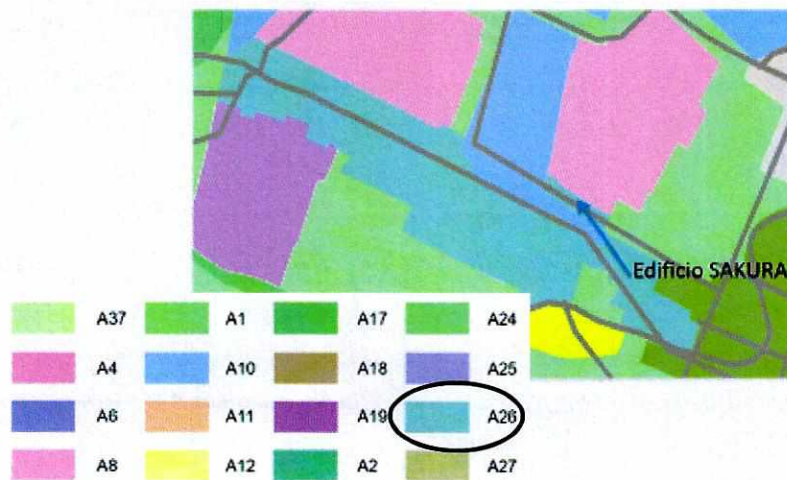 Edificio SAKURA
A37 A1 A17 A24
A4 A10 A18 A25
A6 A11 A19 A26
A8 A12 A2 A27